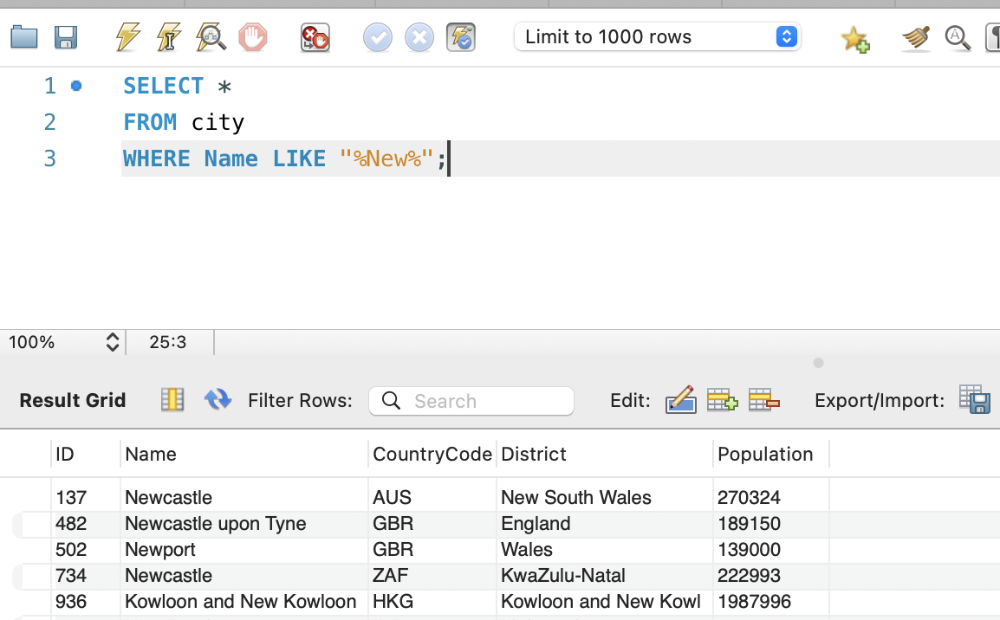 Limit to 1000 rows
1 SELECT *
2 FROM city
3 WHERE Name LIKE "%New%";
100% 25:3
Result Grid Filter Rows: Search Edit: Export/Import:
ID Name CountryCode District Population
137 Newcastle AUS New South Wales 270324
482 Newcastle upon Tyne GBR England 189150
502 Newport GBR Wales 139000
734 Newcastle ZAF KwaZulu-Natal 222993
936 Kowloon and New Kowloon HKG Kowloon and New Kowl 1987996